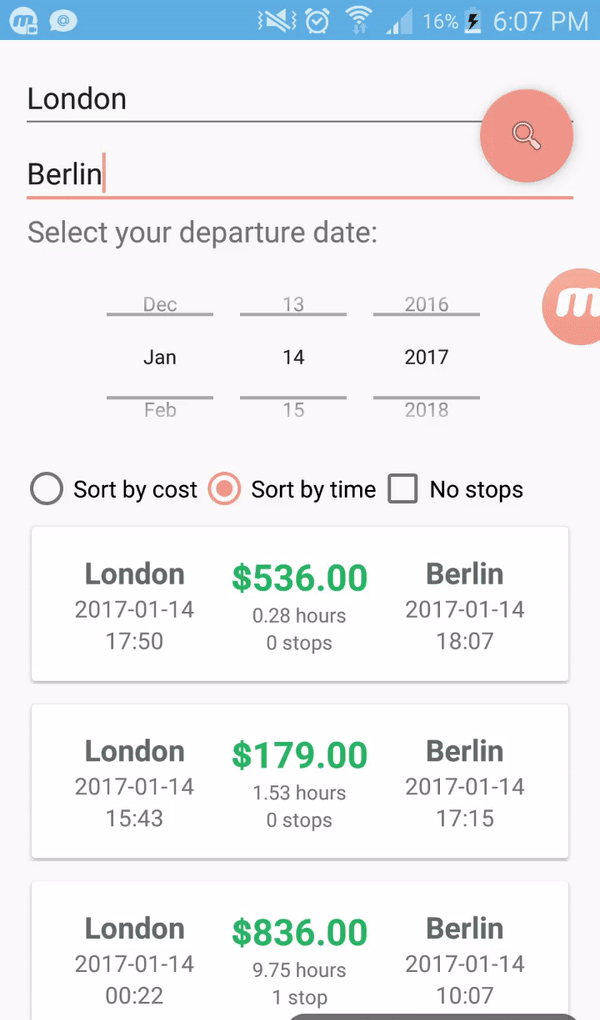 16% 6:07 PM
London
Berlin
Select your departure date:
Dec 13 2016
Jan 14 2017
Feb 15 2018
Sort by cost Sort by time No stops
London $536.00 Berlin
2017-01-14 0.28 hours 2017-01-14
17:50 0 stops 18:07
London $179.00 Berlin
2017-01-14 1.53 hours 2017-01-14
15:43 0 stops 17:15
London $836.00 Berlin
2017-01-14 9.75 hours 2017-01-14
00:22 1 stop 10:07